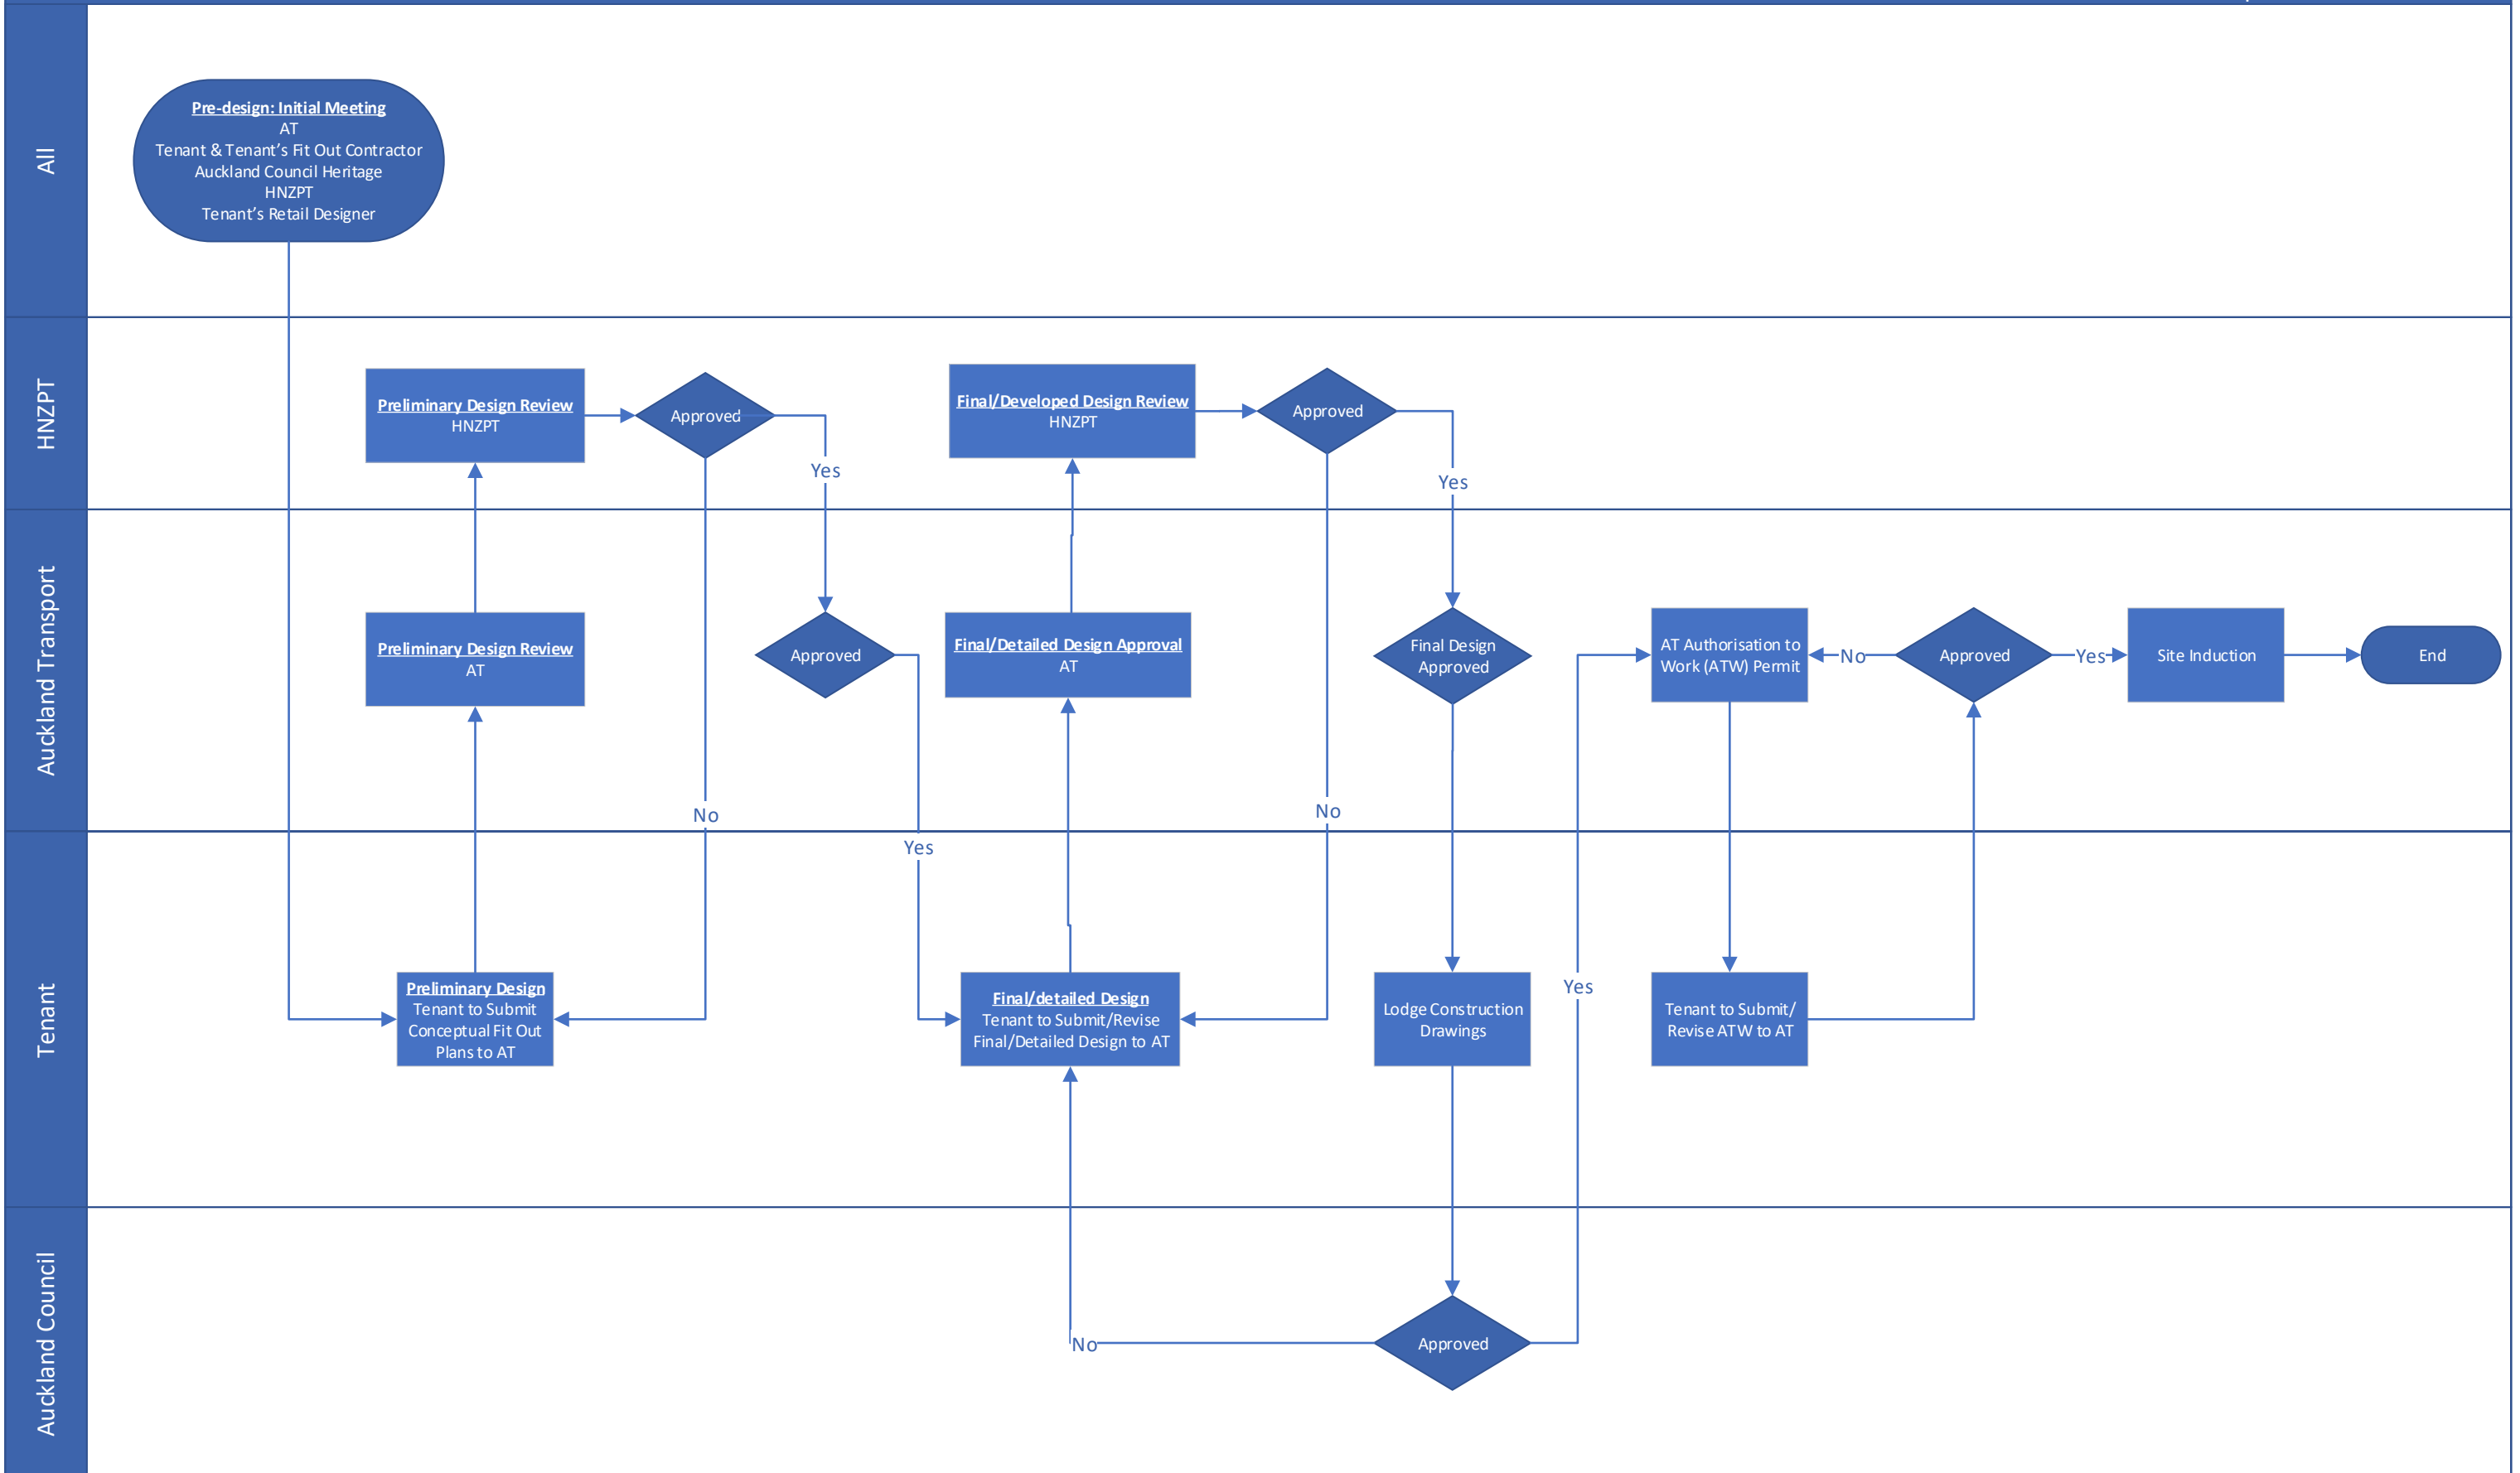 All
Pre-design: Initial Meeting
AT
Tenant & Tenant's Fit Out Contractor
Auckland Council Heritage
HNZPT
Tenant's Retail Designer
HNZPT
Preliminary Design Review
HNZPT
Approved
Yes
Final/Developed Design Review
HNZPT
Approved
Yes
Auckland Transport
Preliminary Design Review
AT
No
Approved
Yes
Final/Detailed Design Approval
AT
No
Final Design
Approved
AT Authorisation to
Work (ATW) Permit
No
Approved
Yes
Site Induction
End
Tenant
Preliminary Design
Tenant to Submit
Conceptual Fit Out
Plans to AT
Final/detailed Design
Tenant to Submit/Revise
Final/Detailed Design to AT
Lodge Construction
Drawings
Yes
Tenant to Submit/
Revise ATW to AT
Auckland Council
No
Approved